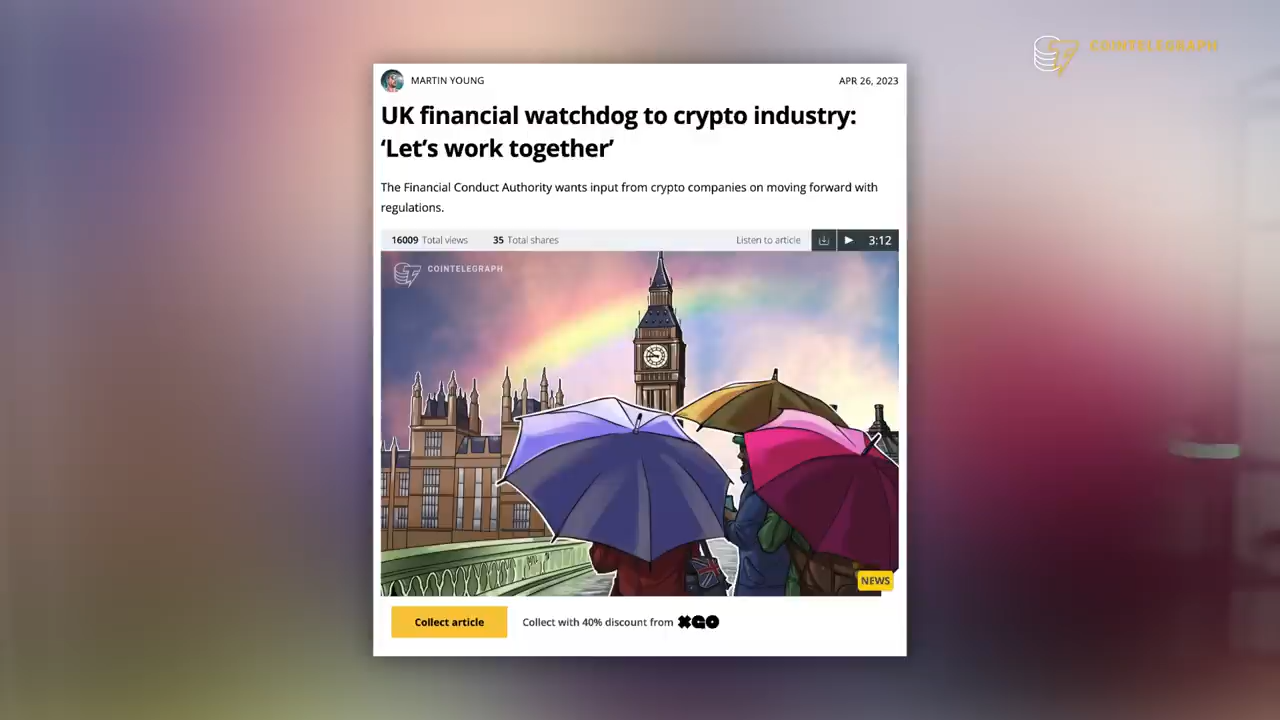 COINTELEGRAPH
MARTIN YOUNG
APR 26, 2023
UK financial watchdog to crypto industry:
‘Let’s work together’
The Financial Conduct Authority wants input from crypto companies on moving forward with
regulations.
16009 Total views 35 Total shares Listen to article 3:12
COINTELEGRAPH
NEWS
Collect article Collect with 40% discount from XGO